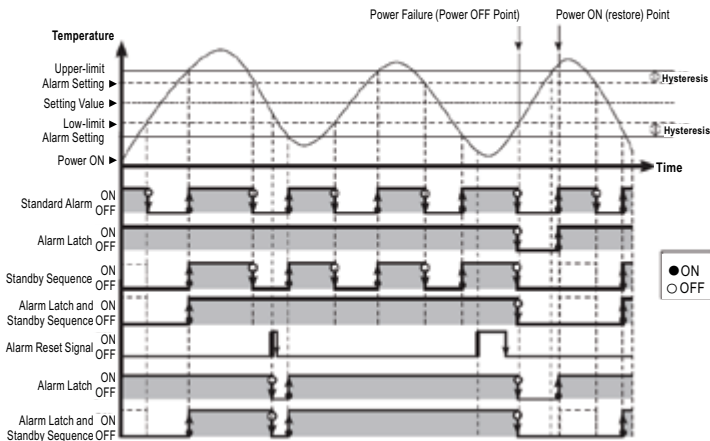 Power Failure (Power OFF Point)
Power ON (restore) Point
Temperature
Upper-limit
Alarm Setting ►
Hysteresis
Setting Value ►
Low-limit ►
Alarm Setting
Hysteresis
Power ON ►
Time
Standard Alarm ON
OFF
Alarm Latch ON
OFF
Standby Sequence ON
OFF
●ON
○OFF
Alarm Latch and ON
Standby Sequence OFF
Alarm Reset Signal ON
OFF
Alarm Latch ON
OFF
Alarm Latch and ON
Standby Sequence OFF